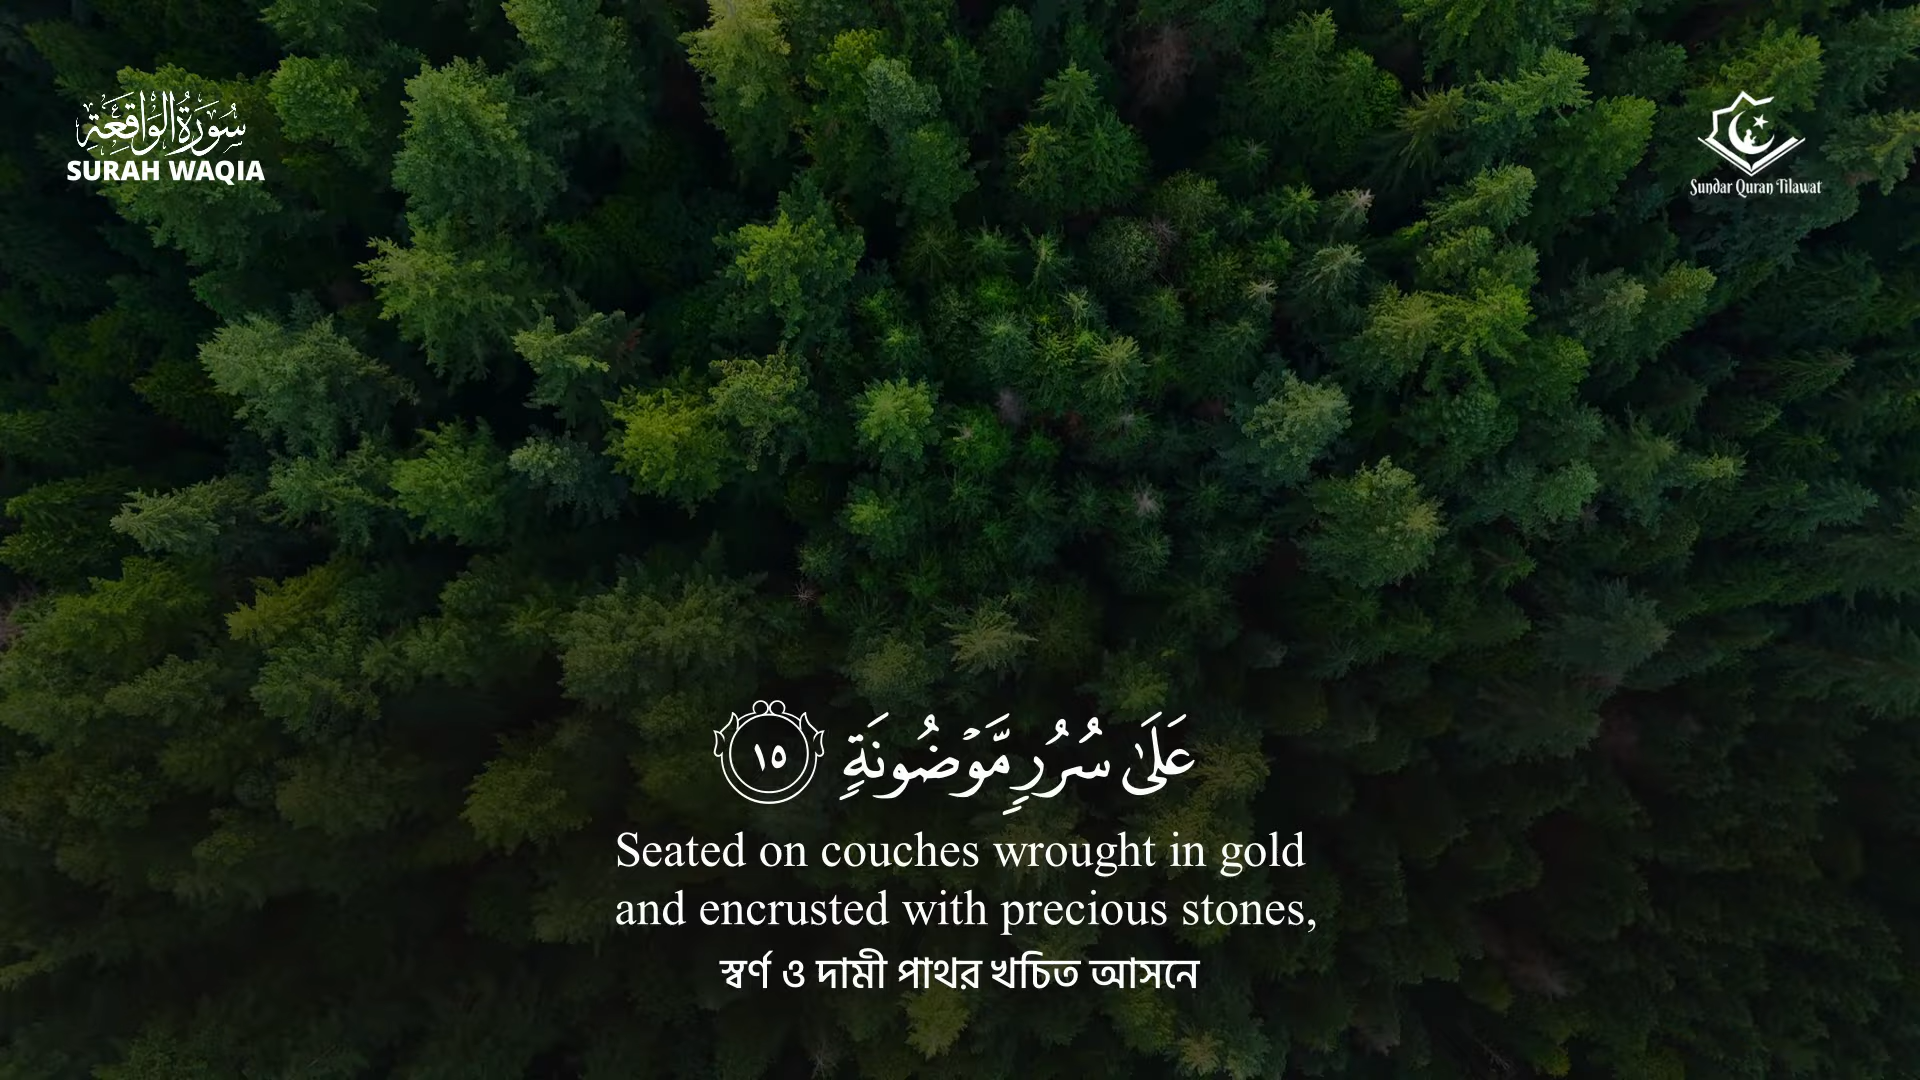 سُورَةُ الْوَاقِعَة
SURAH WAQIA
Sundar Quran Tilawat
عَلَىٰ سُرُرٍ مَّوْضُونَةٍ ١٥
Seated on couches wrought in gold
and encrusted with precious stones,
স্বর্ণ ও দামী পাথর খচিত আসনে